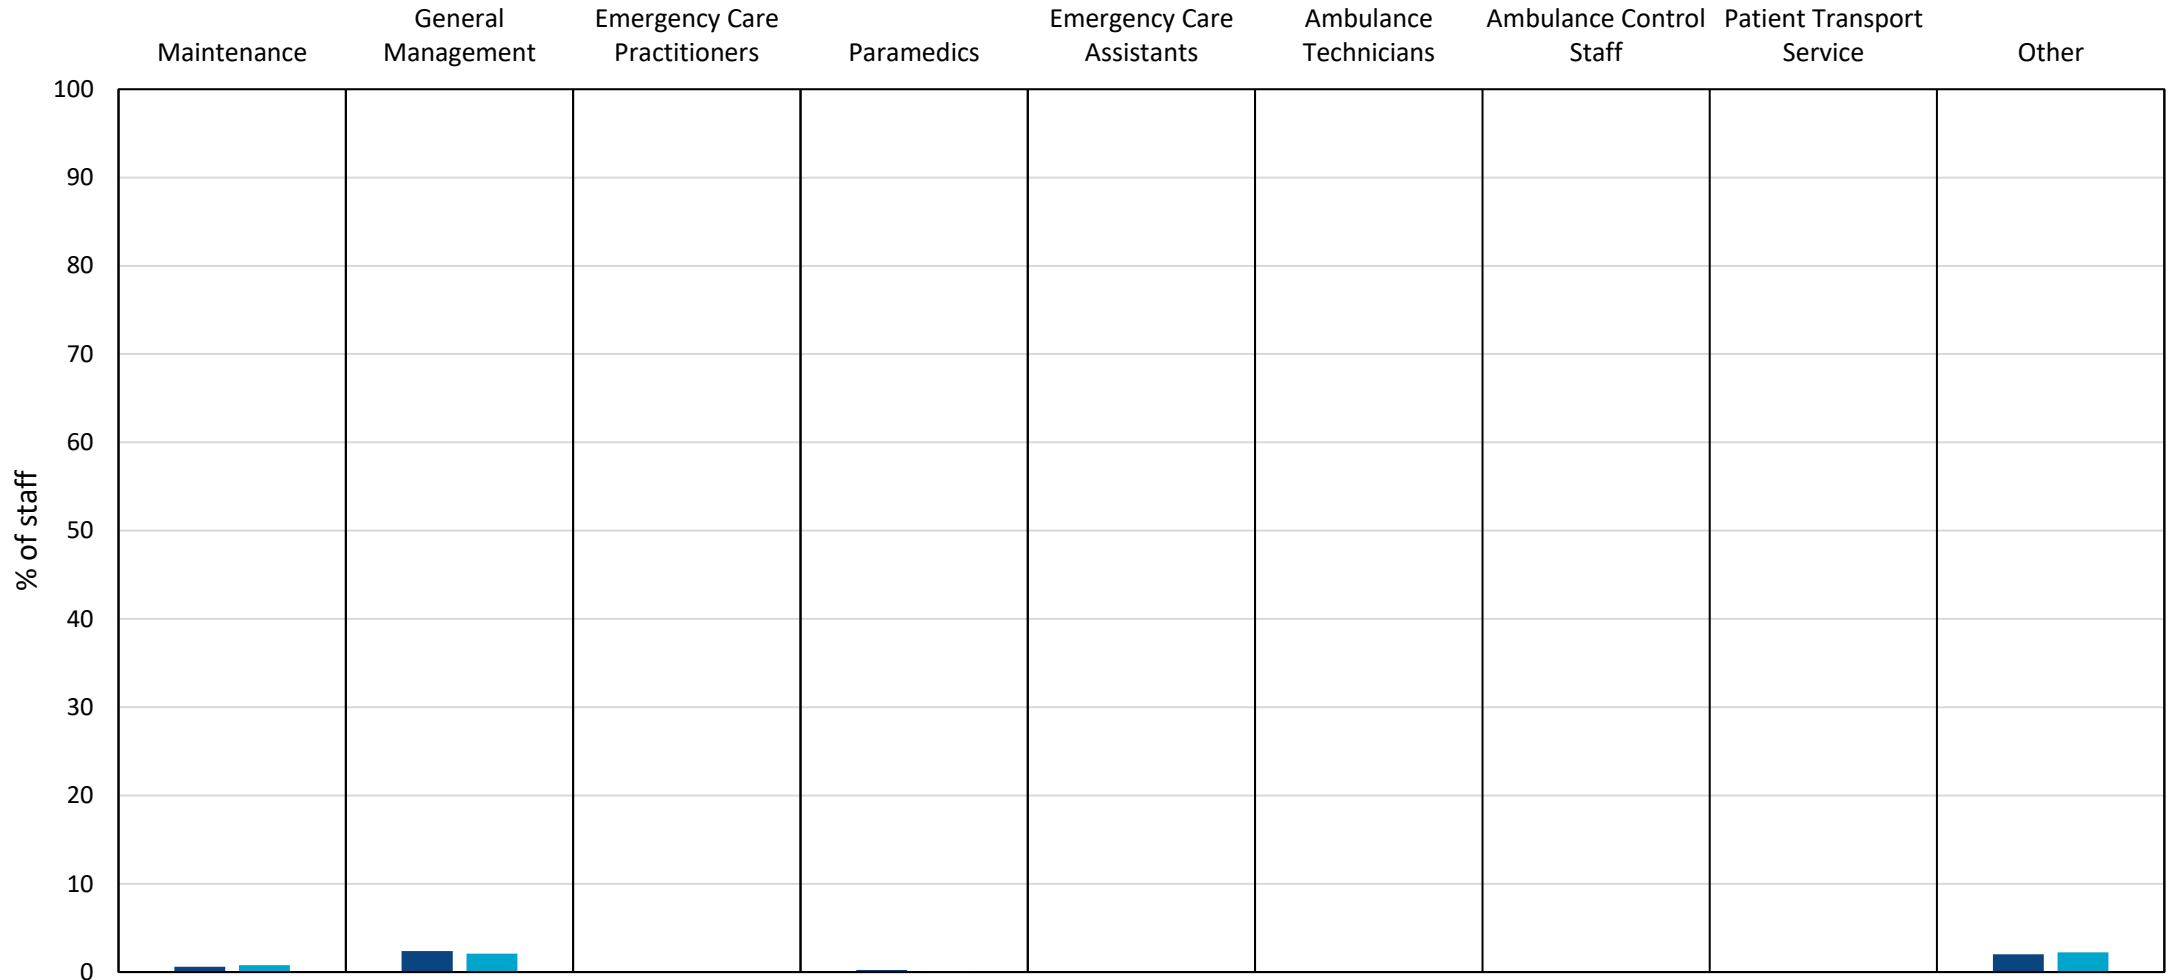 Maintenance
General
Management
Emergency Care
Practitioners
Paramedics
Emergency Care
Assistants
Ambulance
Technicians
Ambulance Control
Staff
Patient Transport
Service
Other
% of staff
100
90
80
70
60
50
40
30
20
10
0